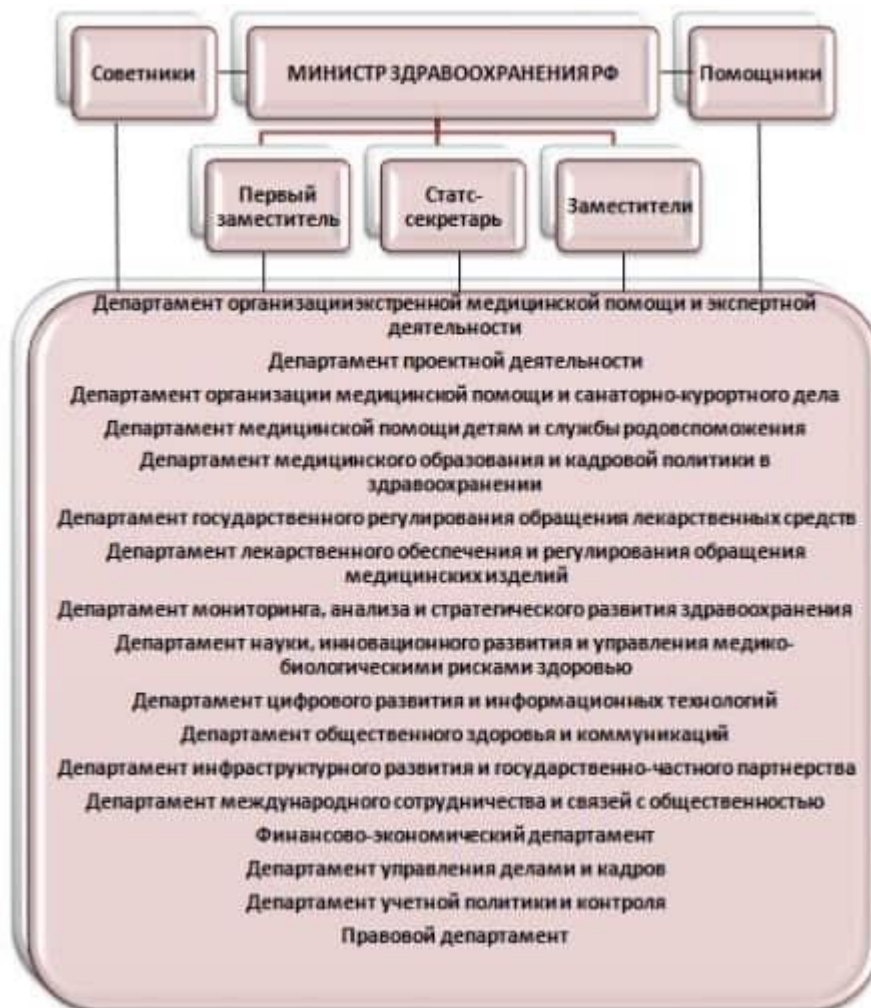 Советники
МИНИСТР ЗДРАВООХРАНЕНИЯ РФ
Помощники
Первый
заместитель
Статс-
секретарь
Заместители
Департамент организации экстренной медицинской помощи и экспертной
деятельности
Департамент проектной деятельности
Департамент организации медицинской помощи и санаторно-курортного дела
Департамент медицинской помощи детям и службы родовспоможения
Департамент медицинского образования и кадровой политики в
здравоохранении
Департамент государственного регулирования обращения лекарственных средств
Департамент лекарственного обеспечения и регулирования обращения
медицинских изделий
Департамент мониторинга, анализа и стратегического развития здравоохранения
Департамент науки, инновационного развития и управления медико-
биологическими рисками здоровью
Департамент цифрового развития и информационных технологий
Департамент общественного здоровья и коммуникаций
Департамент инфраструктурного развития и государственно-частного партнерства
Департамент международного сотрудничества и связей с общественностью
Финансово-экономический департамент
Департамент управления делами и кадров
Департамент учетной политики и контроля
Правовой департамент